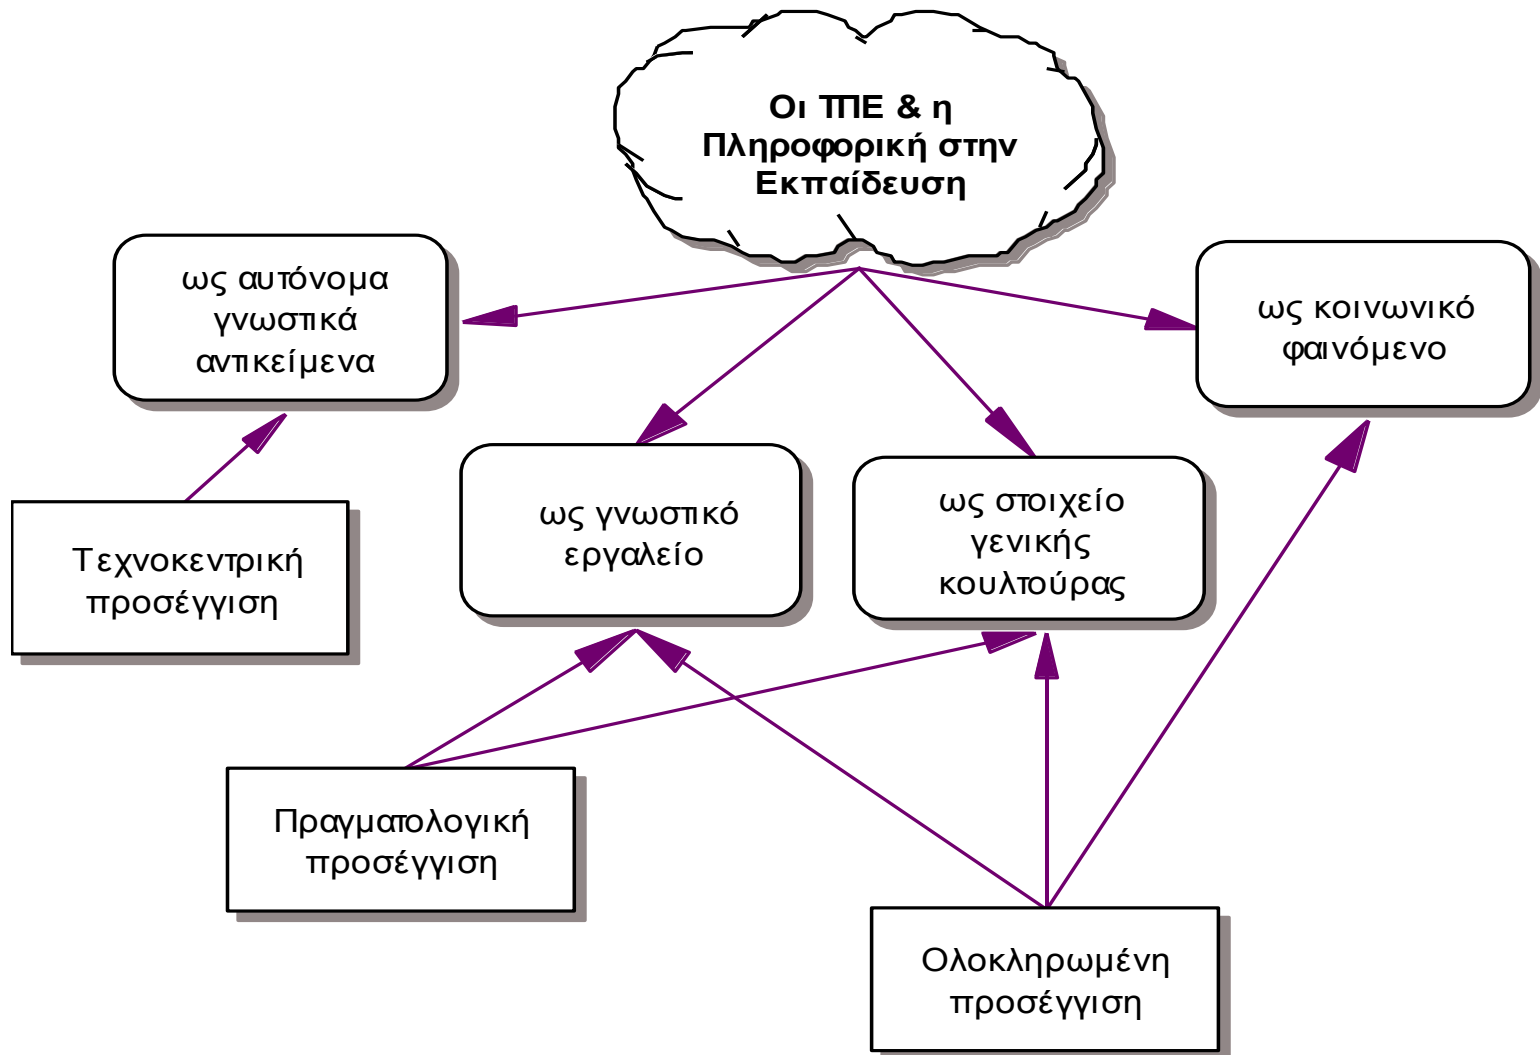 Οι ΤΠΕ & η
Πληροφορική στην
Εκπαίδευση
ως αυτόνομα
γνωστικά
αντικείμενα
ως κοινωνικό
φαινόμενο
ως γνωστικό
εργαλείο
ως στοιχείο
γενικής
κουλτούρας
Τεχνοκεντρική
προσέγγιση
Πραγματολογική
προσέγγιση
Ολοκληρωμένη
προσέγγιση